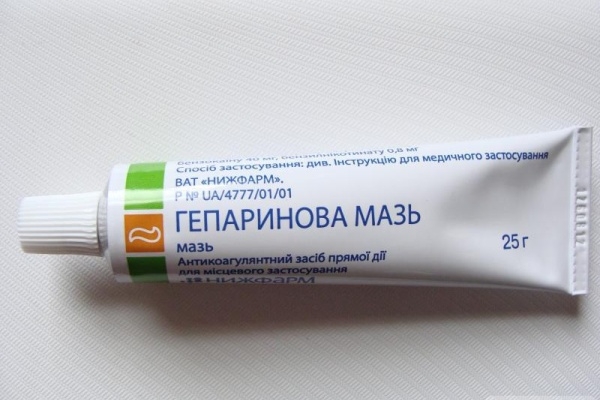 бензокаїну 40 мг, бензилнікотинату 0,8 мг
Спосіб застосування: див. Інструкцію для медичного застосування
ВАТ «НИЖФАРМ».
Р № UA/4777/01/01
ГЕПАРИНОВА МАЗЬ
мазь
25 г
Антикоагулянтний засіб прямої дії
для місцевого застосування
НИЖФАРМ